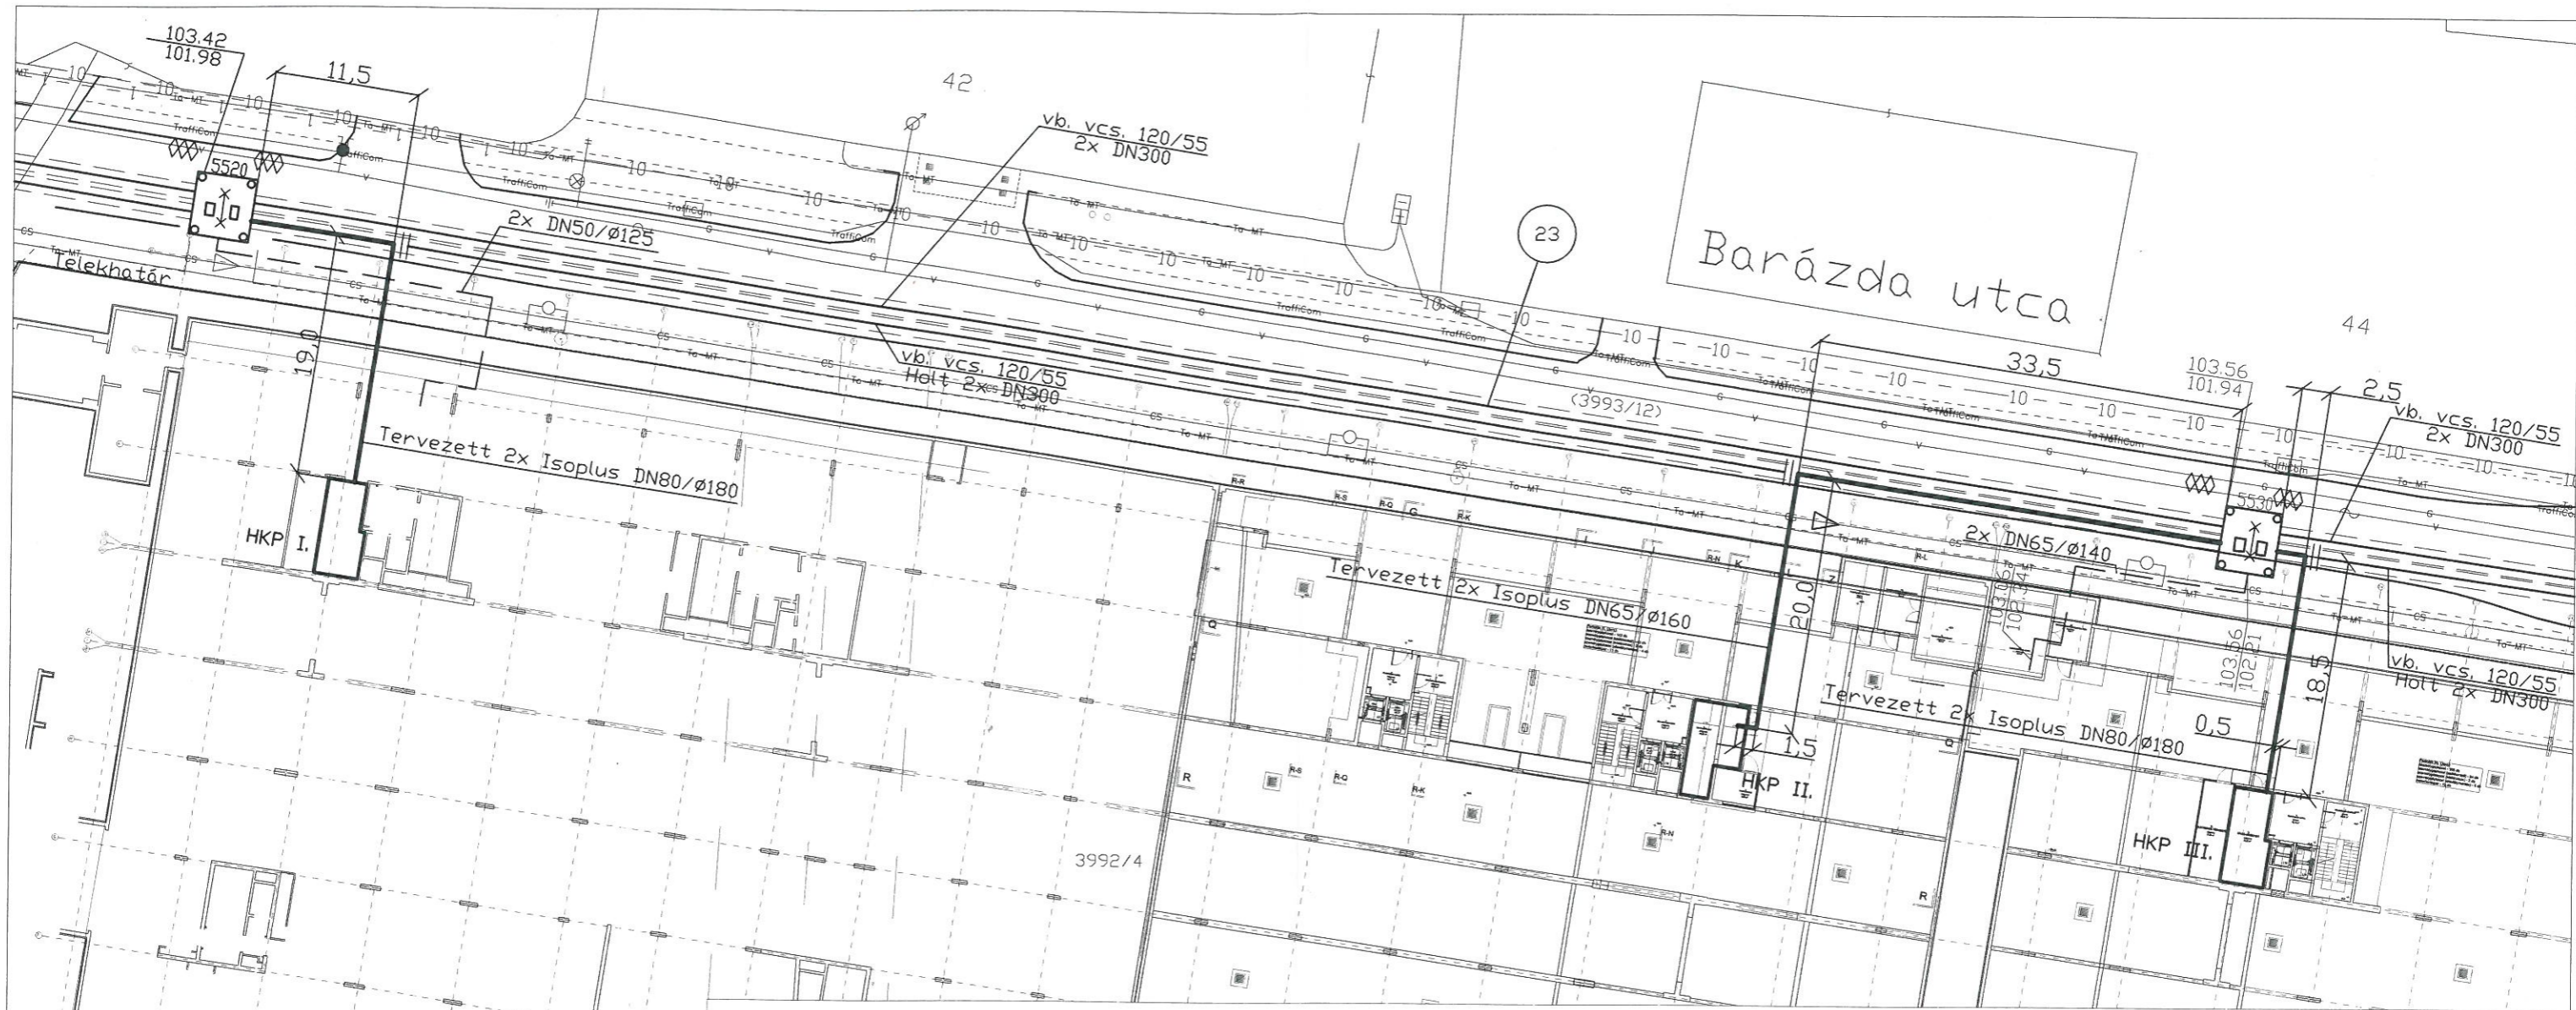 103.42
101.98
11,5
42
vb. vcs. 120/55
2x DN300
5520
2x DN50/ø125
23
Barázda utca
44
Telekhatár
19,0
vb. vcs. 120/55
Holt 2x DN300
(3993/12)
33,5
103.56
101.94
2,5
vb. vcs. 120/55
2x DN300
5530
Tervezett 2x Isoplus DN80/ø180
HKP I.
Tervezett 2x Isoplus DN65/ø160
20,0
2x DN65/ø140
103.56
102.21
18,5
vb. vcs. 120/55
Holt 2x DN300
Tervezett 2x Isoplus DN80/ø180
0,5
1,5
HKP II.
HKP III.
3992/4
TraffiCom
To-MT
CS
G
V
10
R-R
R-S
R-Q
G
R-K
R-N
K
R-L
Z
Q
Q
R
R-S
R-Q
R-K
R-N
R